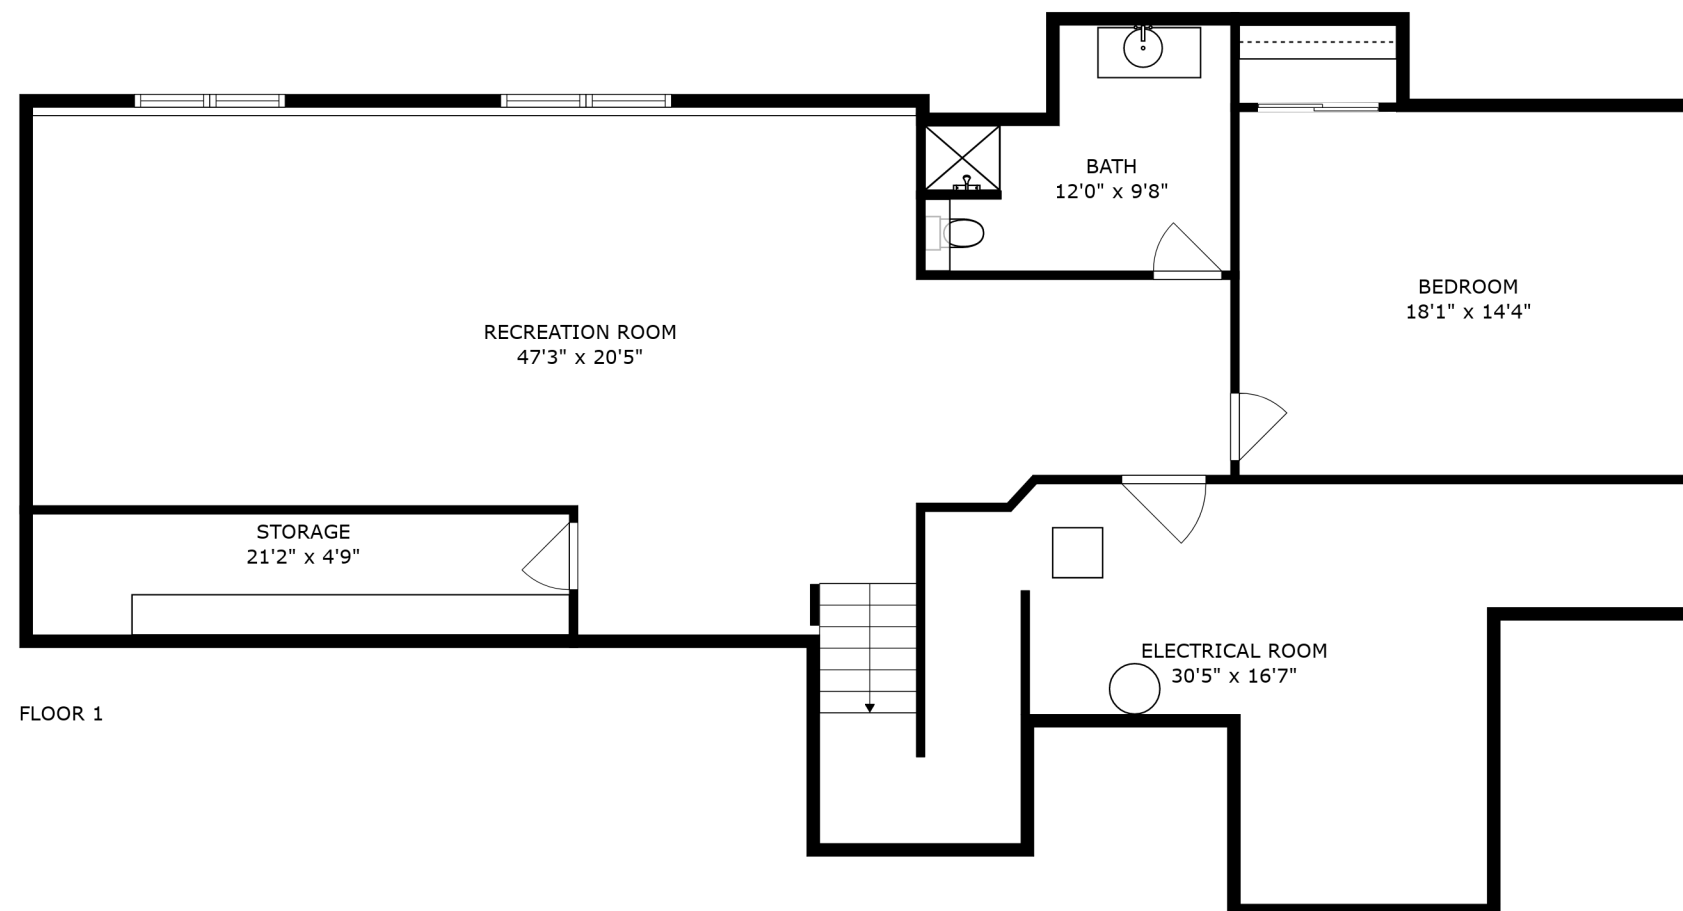 BATH
12'0" x 9'8"
BEDROOM
18'1" x 14'4"
RECREATION ROOM
47'3" x 20'5"
STORAGE
21'2" x 4'9"
ELECTRICAL ROOM
30'5" x 16'7"
FLOOR 1